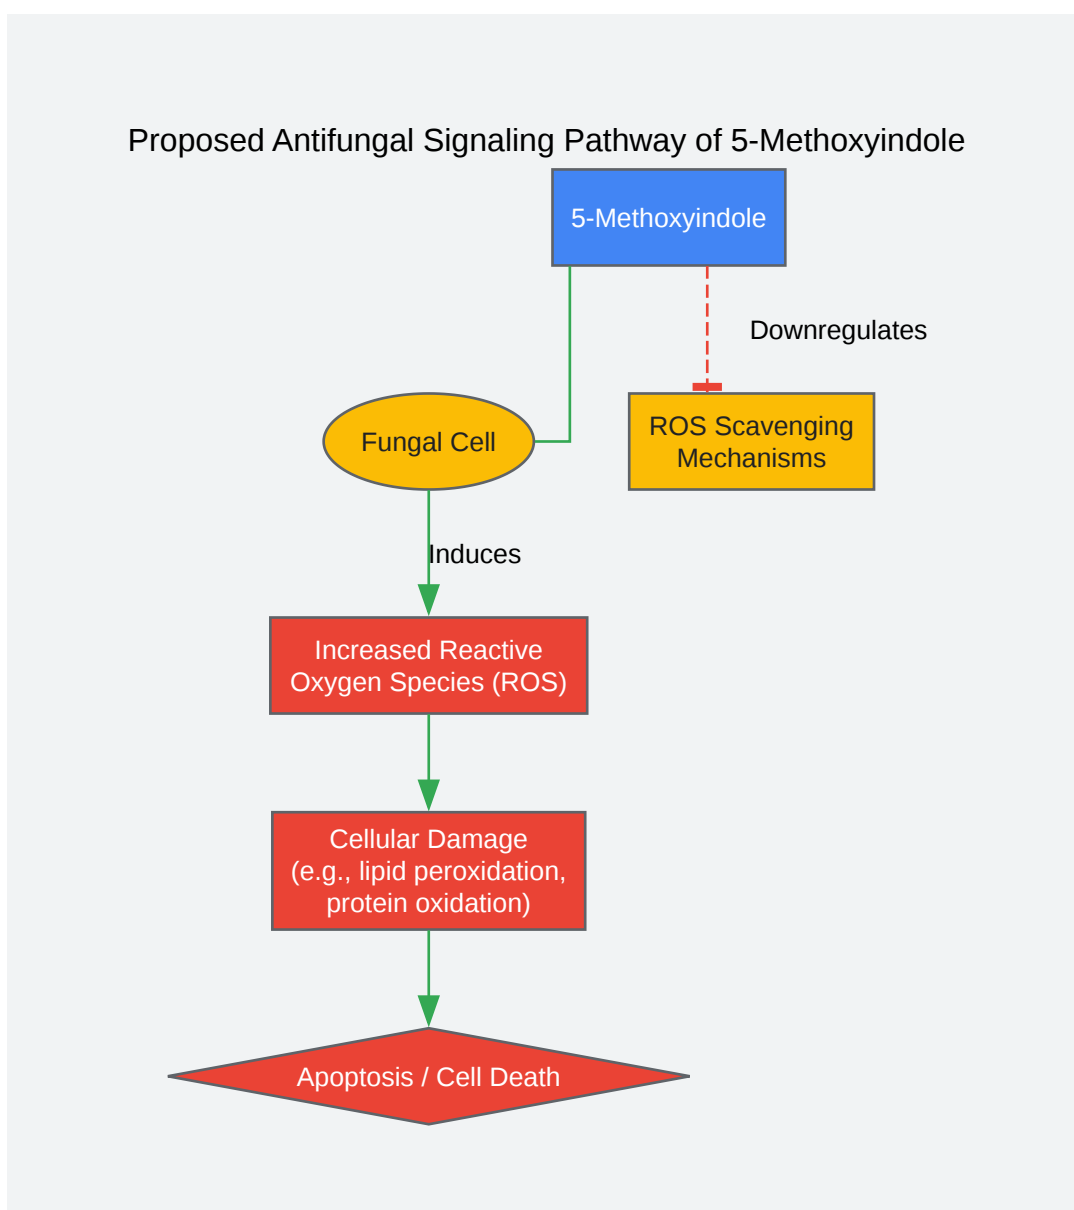 Proposed Antifungal Signaling Pathway of 5-Methoxyindole
5-Methoxyindole
Downregulates
Fungal Cell
ROS Scavenging
Mechanisms
Induces
Increased Reactive
Oxygen Species (ROS)
Cellular Damage
(e.g., lipid peroxidation,
protein oxidation)
Apoptosis / Cell Death